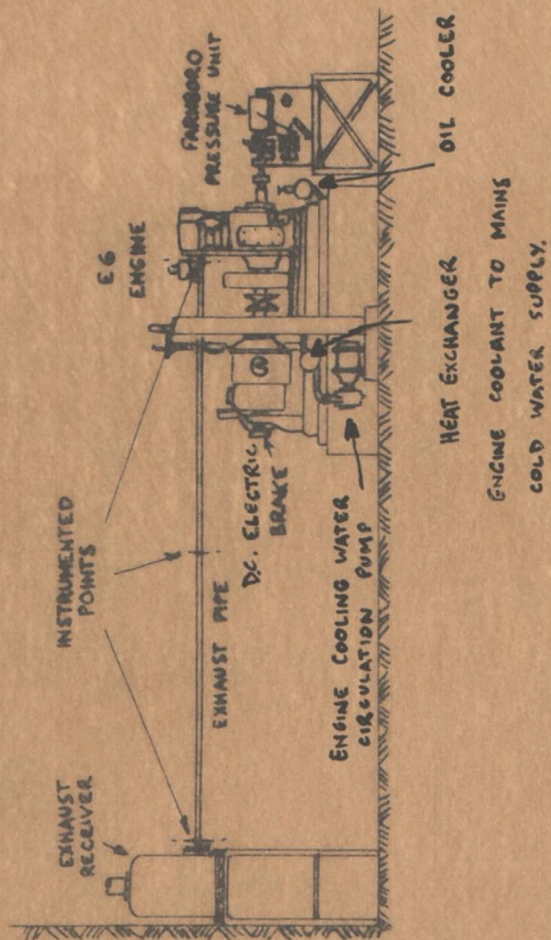 EXHAUST
RECEIVER
INSTRUMENTED
POINTS
E6
ENGINE
FARNBORO
PRESSURE UNIT
EXHAUST PIPE
D.C. ELECTRIC
BRAKE
ENGINE COOLING WATER
CIRCULATION PUMP
OIL COOLER
HEAT EXCHANGER
ENGINE COOLANT TO MAINS
COLD WATER SUPPLY.